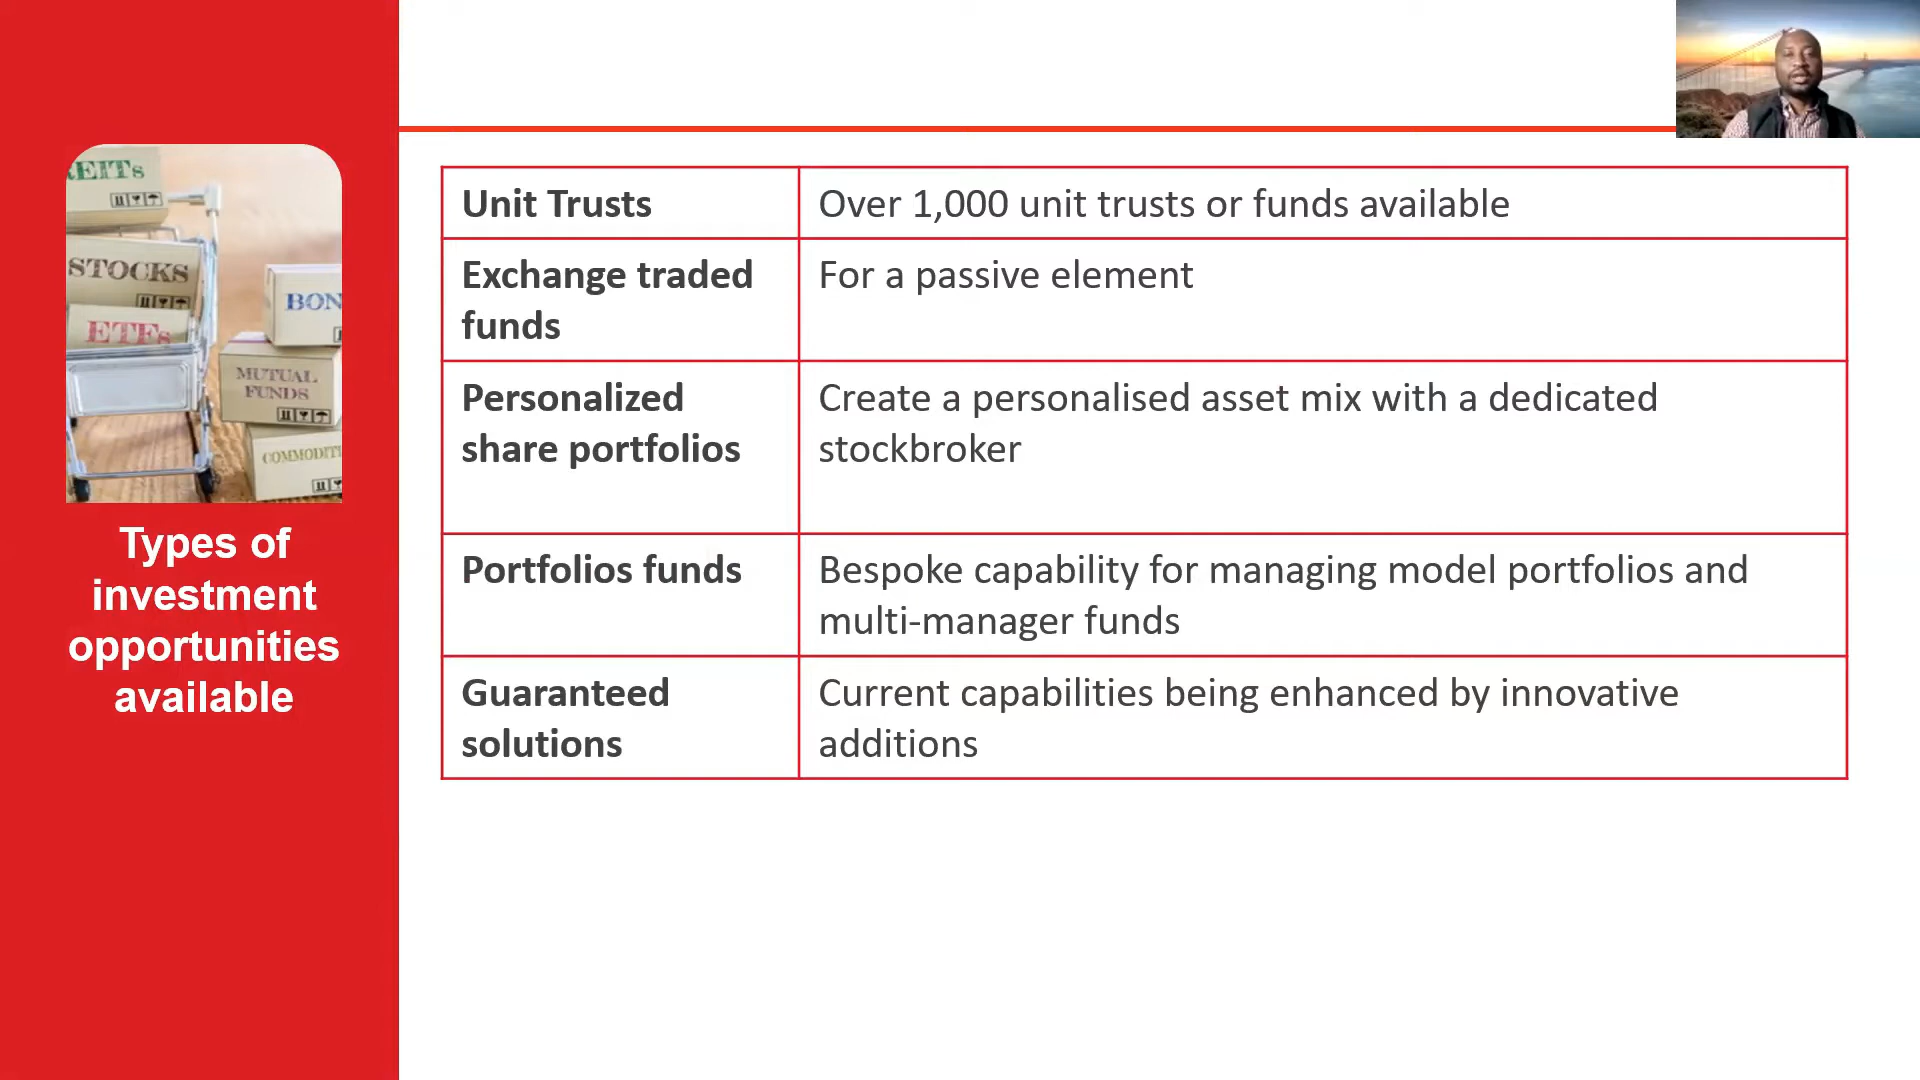 REITs
STOCKS
ETFs
BON
MUTUAL
FUNDS
COMMODIT
Types of
investment
opportunities
available
Unit Trusts
Over 1,000 unit trusts or funds available
Exchange traded
funds
For a passive element
Personalized
share portfolios
Create a personalised asset mix with a dedicated
stockbroker
Portfolios funds
Bespoke capability for managing model portfolios and
multi-manager funds
Guaranteed
solutions
Current capabilities being enhanced by innovative
additions